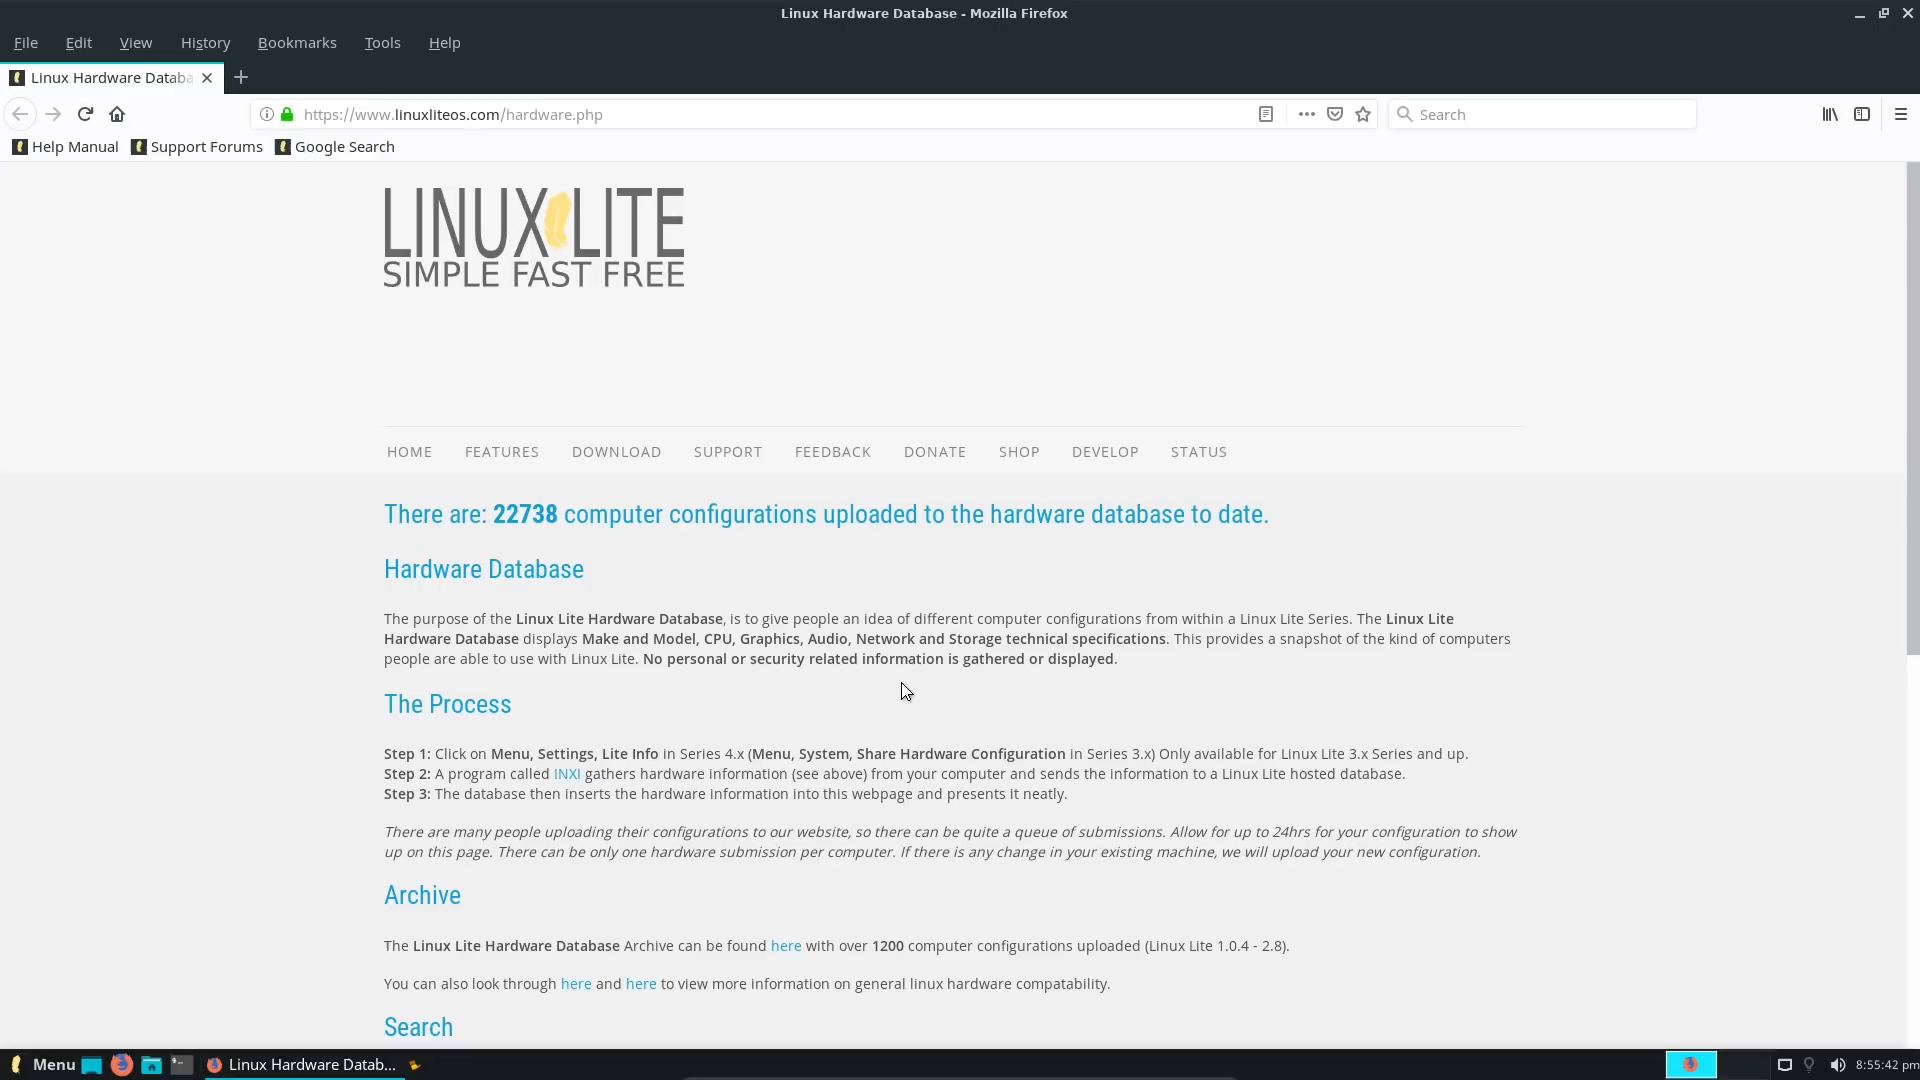 Linux Hardware Database - Mozilla Firefox
File Edit View History Bookmarks Tools Help
Linux Hardware Databa
https://www.linuxliteos.com/hardware.php
Search
Help Manual Support Forums Google Search
LINUX LITE
SIMPLE FAST FREE
HOME FEATURES DOWNLOAD SUPPORT FEEDBACK DONATE SHOP DEVELOP STATUS
There are: 22738 computer configurations uploaded to the hardware database to date.
Hardware Database
The purpose of the Linux Lite Hardware Database, is to give people an idea of different computer configurations from within a Linux Lite Series. The Linux Lite
Hardware Database displays Make and Model, CPU, Graphics, Audio, Network and Storage technical specifications. This provides a snapshot of the kind of computers
people are able to use with Linux Lite. No personal or security related information is gathered or displayed.
The Process
Step 1: Click on Menu, Settings, Lite Info in Series 4.x (Menu, System, Share Hardware Configuration in Series 3.x) Only available for Linux Lite 3.x Series and up.
Step 2: A program called INXI gathers hardware information (see above) from your computer and sends the information to a Linux Lite hosted database.
Step 3: The database then inserts the hardware information into this webpage and presents it neatly.
There are many people uploading their configurations to our website, so there can be quite a queue of submissions. Allow for up to 24hrs for your configuration to show
up on this page. There can be only one hardware submission per computer. If there is any change in your existing machine, we will upload your new configuration.
Archive
The Linux Lite Hardware Database Archive can be found here with over 1200 computer configurations uploaded (Linux Lite 1.0.4 - 2.8).
You can also look through here and here to view more information on general linux hardware compatability.
Search
Menu Linux Hardware Datab... 8:55:42 pm